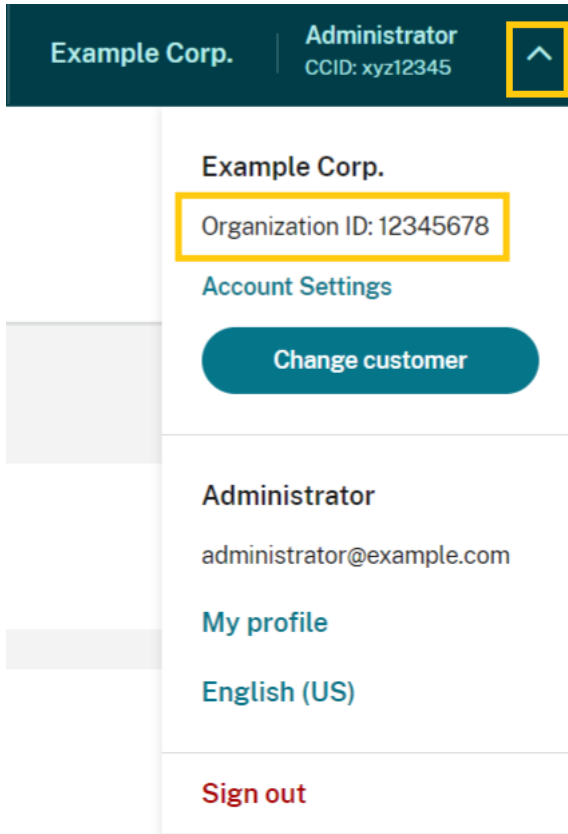 Example Corp.
Administrator
CCID: xyz12345
Example Corp.
Organization ID: 12345678
Account Settings
Change customer
Administrator
administrator@example.com
My profile
English (US)
Sign out